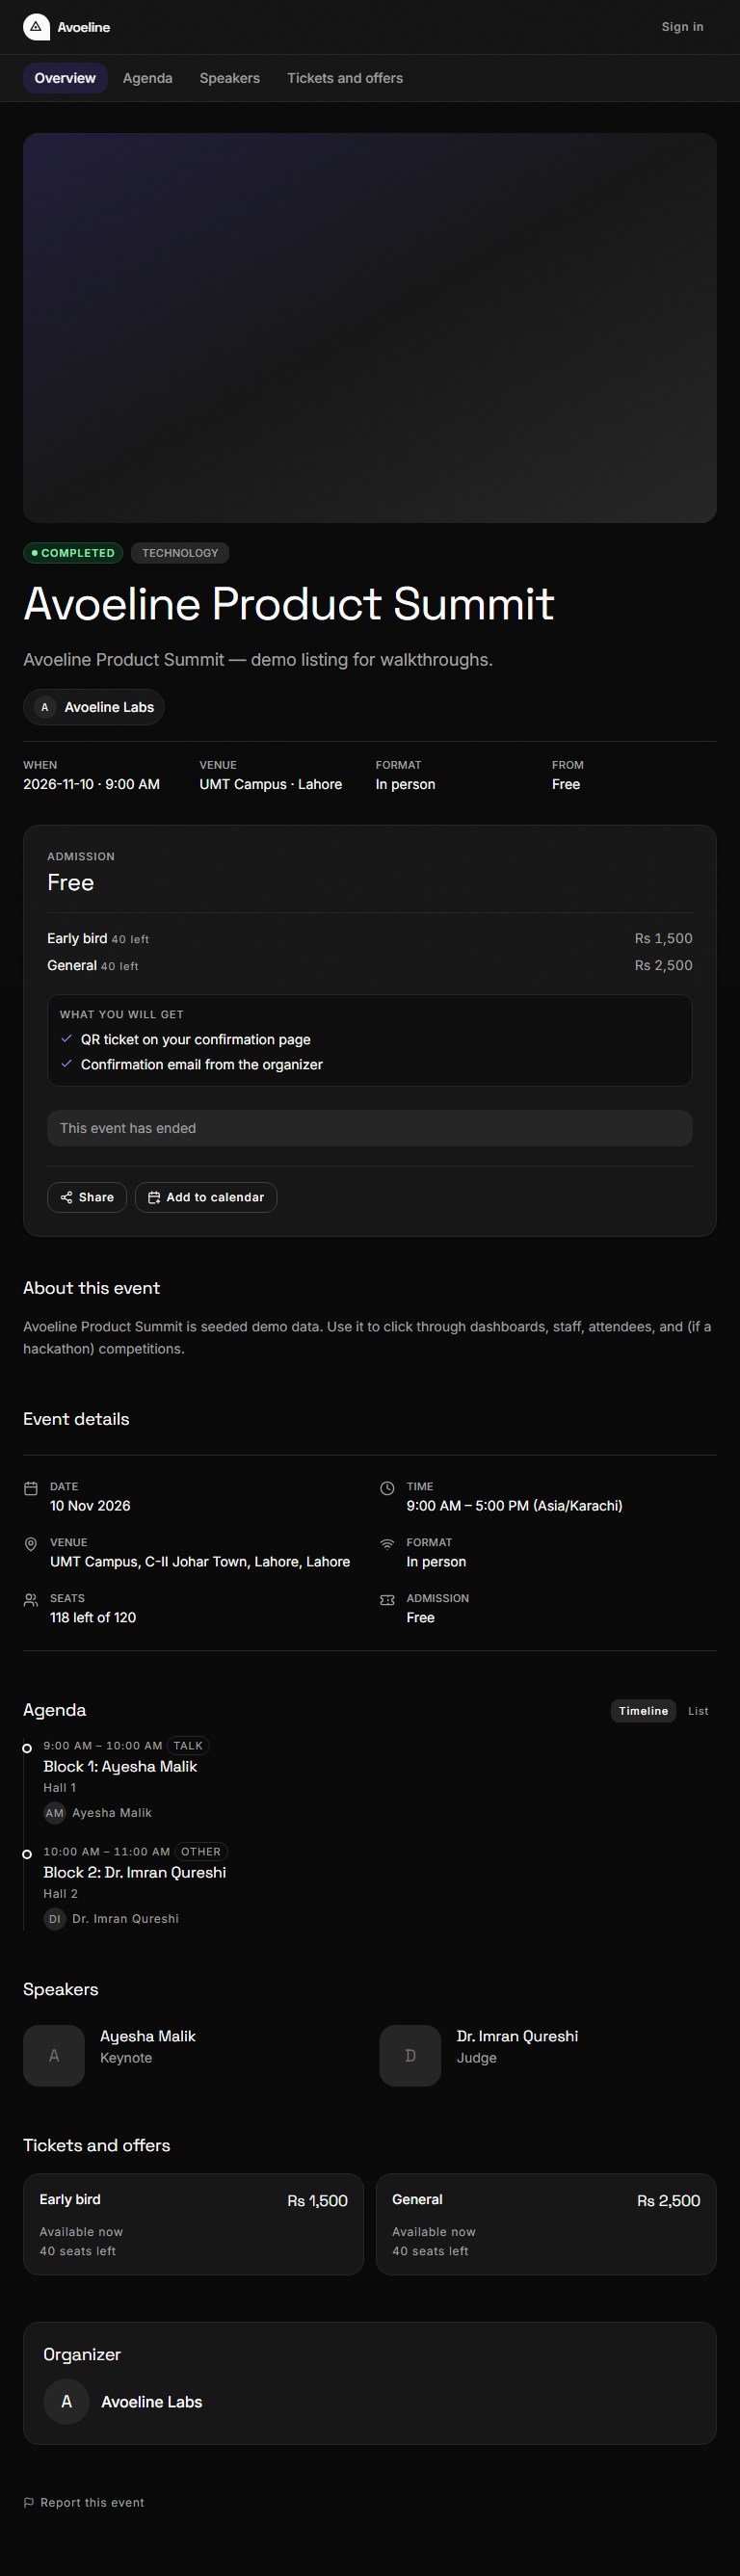 Avoeline
Sign in
Overview Agenda Speakers Tickets and offers
COMPLETED TECHNOLOGY
Avoeline Product Summit
Avoeline Product Summit — demo listing for walkthroughs.
A Avoeline Labs
WHEN VENUE FORMAT FROM
2026-11-10 · 9:00 AM UMT Campus · Lahore In person Free
ADMISSION
Free
Early bird 40 left Rs 1,500
General 40 left Rs 2,500
WHAT YOU WILL GET
QR ticket on your confirmation page
Confirmation email from the organizer
This event has ended
Share Add to calendar
About this event
Avoeline Product Summit is seeded demo data. Use it to click through dashboards, staff, attendees, and (if a
hackathon) competitions.
Event details
DATE TIME
10 Nov 2026 9:00 AM – 5:00 PM (Asia/Karachi)
VENUE FORMAT
UMT Campus, C-II Johar Town, Lahore, Lahore In person
SEATS ADMISSION
118 left of 120 Free
Agenda Timeline List
9:00 AM – 10:00 AM TALK
Block 1: Ayesha Malik
Hall 1
AM Ayesha Malik
10:00 AM – 11:00 AM OTHER
Block 2: Dr. Imran Qureshi
Hall 2
DI Dr. Imran Qureshi
Speakers
A Ayesha Malik
Keynote
D Dr. Imran Qureshi
Judge
Tickets and offers
Early bird Rs 1,500
Available now
40 seats left
General Rs 2,500
Available now
40 seats left
Organizer
A Avoeline Labs
Report this event